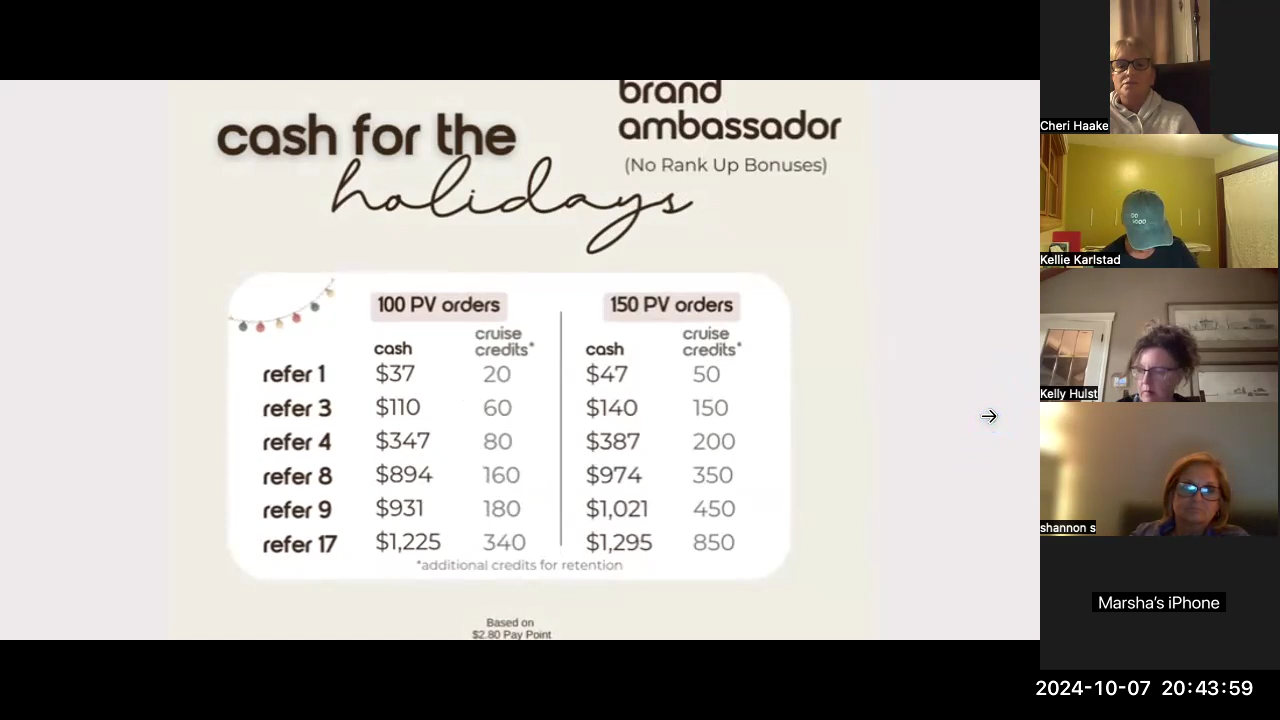 brand
ambassador
(No Rank Up Bonuses)
cash for the
holidays
100 PV orders
150 PV orders
cash
cruise
credits*
cash
cruise
credits*
refer 1 $37 20 $47 50
refer 3 $110 60 $140 150
refer 4 $347 80 $387 200
refer 8 $894 160 $974 350
refer 9 $931 180 $1,021 450
refer 17 $1,225 340 $1,295 850
*additional credits for retention
Based on
$2.80 Pay Point
Cheri Haake
Kellie Karlstad
Kelly Hulst
shannon s
Marsha's iPhone
2024-10-07 20:43:59